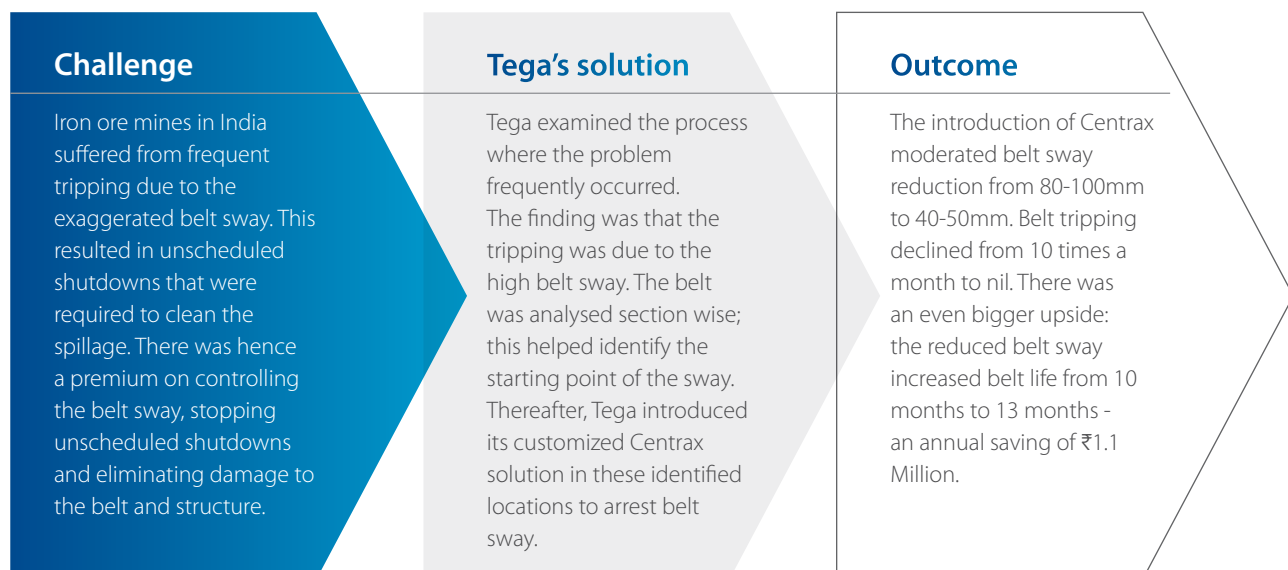 Challenge
Iron ore mines in India
suffered from frequent
tripping due to the
exaggerated belt sway. This
resulted in unscheduled
shutdowns that were
required to clean the
spillage. There was hence
a premium on controlling
the belt sway, stopping
unscheduled shutdowns
and eliminating damage to
the belt and structure.
Tega's solution
Tega examined the process
where the problem
frequently occurred.
The finding was that the
tripping was due to the
high belt sway. The belt
was analysed section wise;
this helped identify the
starting point of the sway.
Thereafter, Tega introduced
its customized Centrax
solution in these identified
locations to arrest belt
sway.
Outcome
The introduction of Centrax
moderated belt sway
reduction from 80-100mm
to 40-50mm. Belt tripping
declined from 10 times a
month to nil. There was
an even bigger upside:
the reduced belt sway
increased belt life from 10
months to 13 months -
an annual saving of ₹1.1
Million.